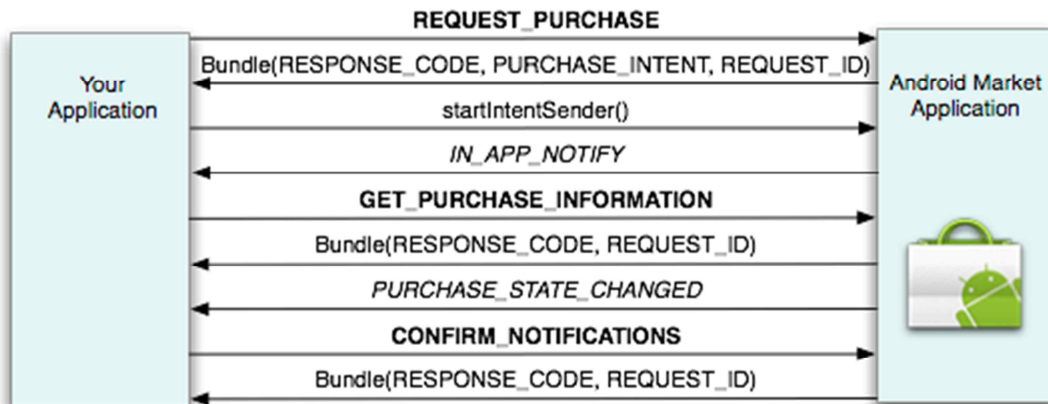 REQUEST_PURCHASE
Bundle(RESPONSE_CODE, PURCHASE_INTENT, REQUEST_ID)
Your
Application
Android Market
Application
startIntentSender()
IN_APP_NOTIFY
GET_PURCHASE_INFORMATION
Bundle(RESPONSE_CODE, REQUEST_ID)
PURCHASE_STATE_CHANGED
CONFIRM_NOTIFICATIONS
Bundle(RESPONSE_CODE, REQUEST_ID)